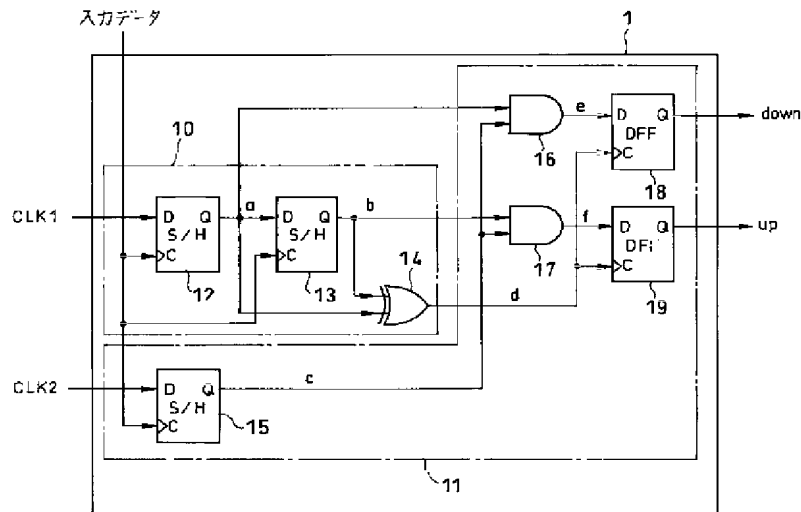 入力データ
1
10
CLK1
D Q
S/H
C
12
a
D Q
S/H
C
13
b
14
d
16
e
D Q
DFF
C
18
down
17
f
D Q
DFF
C
19
up
CLK2
D Q
S/H
C
15
c
11